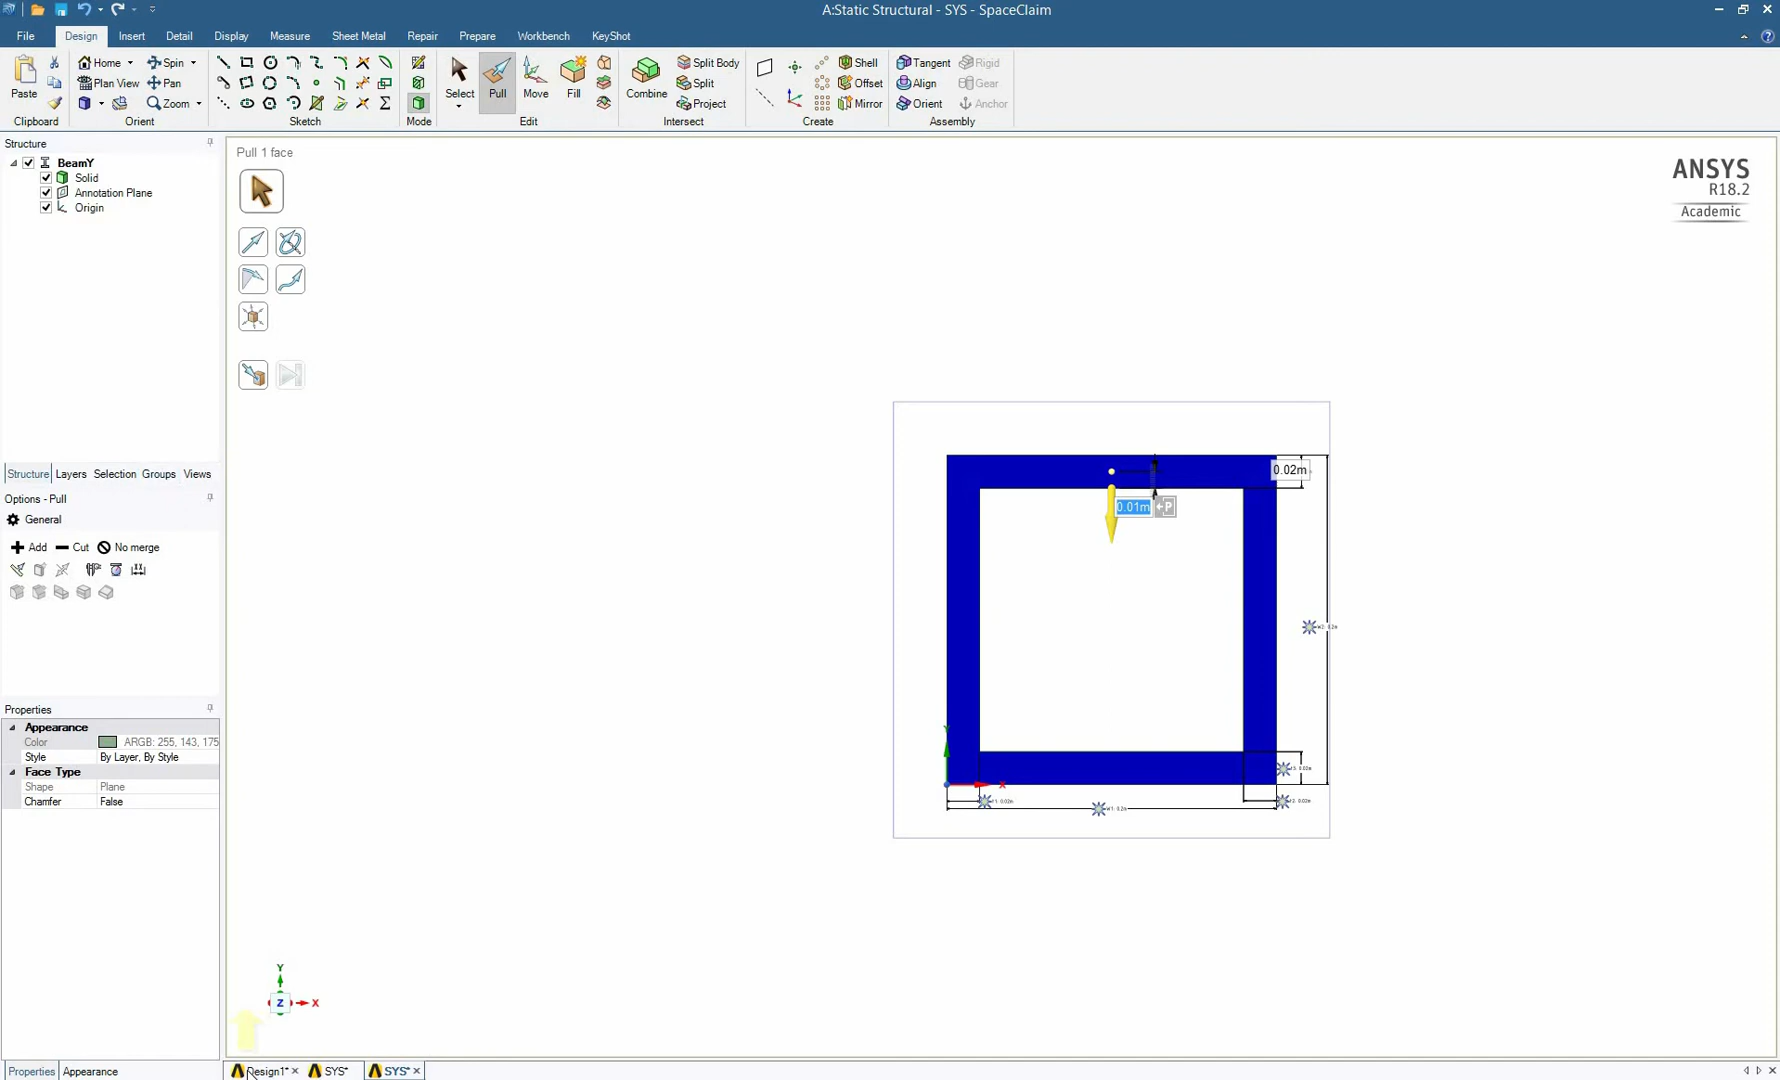 A:Static Structural - SYS - SpaceClaim
File Design Insert Detail Display Measure Sheet Metal Repair Prepare Workbench KeyShot
Paste
Clipboard
Home Spin
Plan View Pan
Zoom
Orient
Sketch
Mode
Select Pull Move Fill
Edit
Combine
Split Body
Split
Project
Intersect
Shell
Offset
Mirror
Create
Tangent Rigid
Align Gear
Orient Anchor
Assembly
Structure
BeamY
Solid
Annotation Plane
Origin
Structure Layers Selection Groups Views
Options - Pull
General
Add Cut No merge
Properties
Appearance
Color ARGB: 255, 143, 175
Style By Layer, By Style
Face Type
Shape Plane
Chamfer False
Properties Appearance
Pull 1 face
ANSYS
R18.2
Academic
0.02m
0.01m
P
Y
X
Y
Z X
Design1* SYS* SYS*